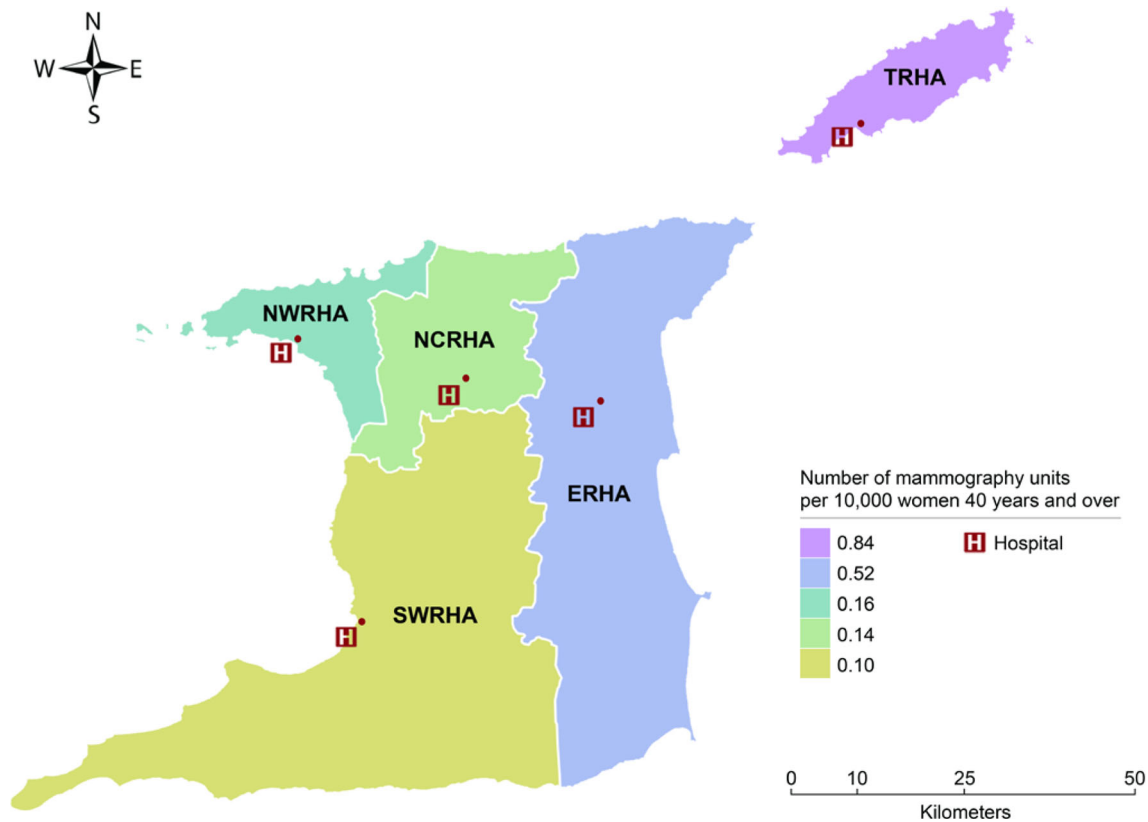 N
W E
S
TRHA
H
NWRHA
H
NCRHA
H
H
ERHA
SWRHA
H
Number of mammography units
per 10,000 women 40 years and over
0.84
H Hospital
0.52
0.16
0.14
0.10
0 10 25 50
Kilometers